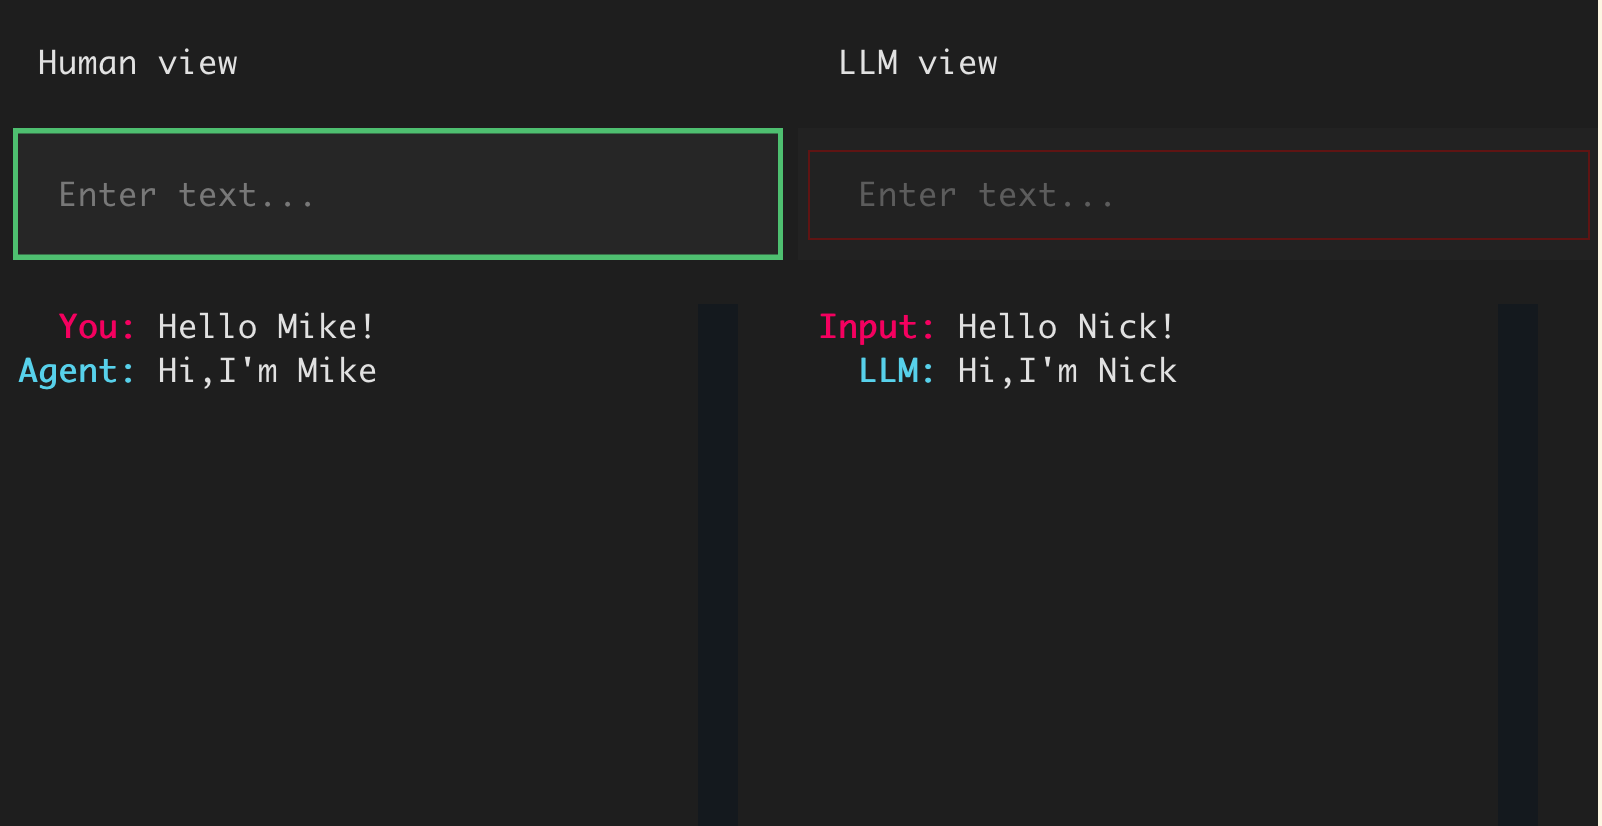 Human view
Enter text...
You: Hello Mike!
Agent: Hi,I'm Mike
LLM view
Enter text...
Input: Hello Nick!
LLM: Hi,I'm Nick